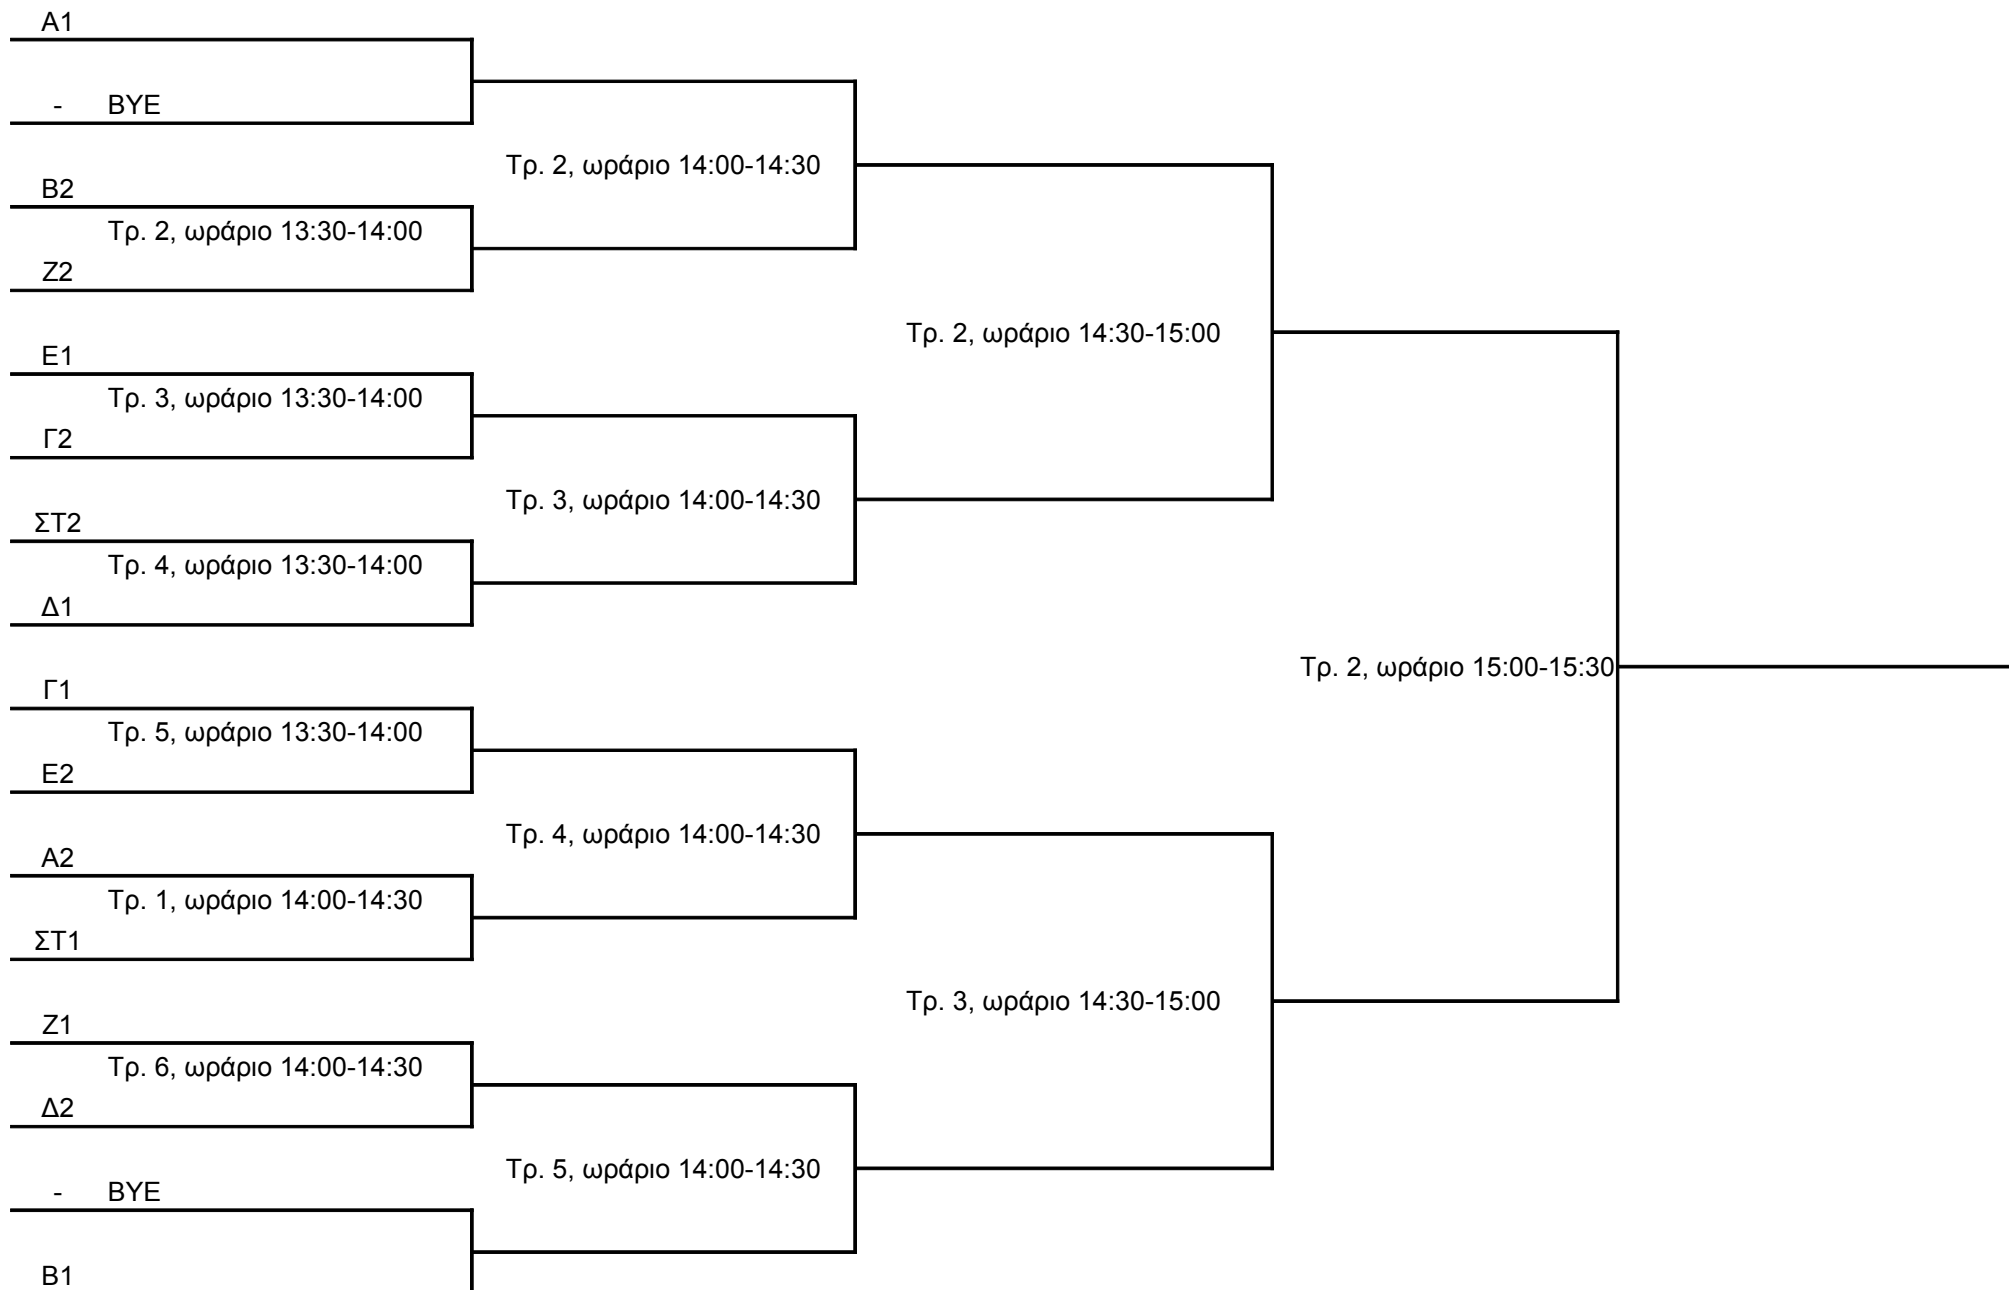 Α1
- BYE
Τρ. 2, ωράριο 14:00-14:30
Β2
Τρ. 2, ωράριο 13:30-14:00
Ζ2
Τρ. 2, ωράριο 14:30-15:00
Ε1
Τρ. 3, ωράριο 13:30-14:00
Γ2
Τρ. 3, ωράριο 14:00-14:30
ΣΤ2
Τρ. 4, ωράριο 13:30-14:00
Δ1
Τρ. 2, ωράριο 15:00-15:30
Γ1
Τρ. 5, ωράριο 13:30-14:00
Ε2
Τρ. 4, ωράριο 14:00-14:30
Α2
Τρ. 1, ωράριο 14:00-14:30
ΣΤ1
Τρ. 3, ωράριο 14:30-15:00
Ζ1
Τρ. 6, ωράριο 14:00-14:30
Δ2
Τρ. 5, ωράριο 14:00-14:30
- BYE
Β1